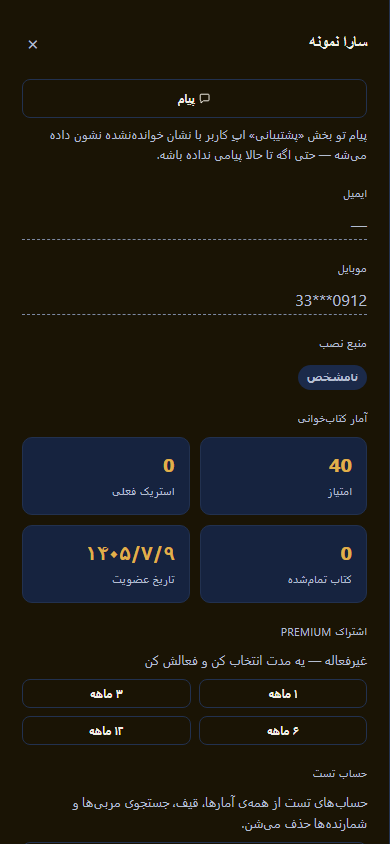 سارا نمونه
×
پیام
پیام تو بخش «پشتیبانی» اپ کاربر با نشان خوانده‌نشده نشون داده
می‌شه — حتی اگه تا حالا پیامی نداده باشه.
ایمیل
—
موبایل
33***0912
منبع نصب
نامشخص
آمار کتاب‌خوانی
40
امتیاز
0
استریک فعلی
0
کتاب تمام‌شده
۱۴۰۵/۷/۹
تاریخ عضویت
اشتراک PREMIUM
غیرفعاله — یه مدت انتخاب کن و فعالش کن
۱ ماهه
۳ ماهه
۶ ماهه
۱۲ ماهه
حساب تست
حساب‌های تست از همه‌ی آمارها، قیف، جستجوی مربی‌ها و
شمارنده‌ها حذف می‌شن.